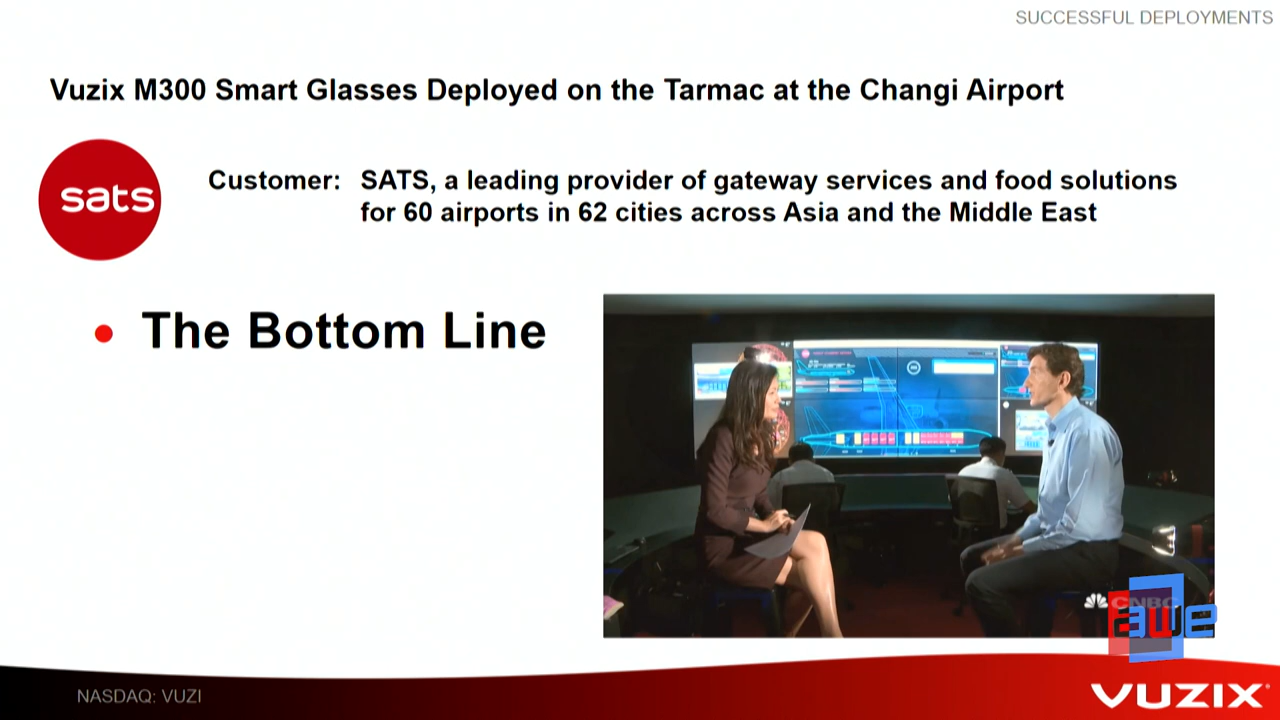 SUCCESSFUL DEPLOYMENTS
Vuzix M300 Smart Glasses Deployed on the Tarmac at the Changi Airport
sats
Customer: SATS, a leading provider of gateway services and food solutions
for 60 airports in 62 cities across Asia and the Middle East
• The Bottom Line
CNBC
awe
NASDAQ: VUZI
VUZIX